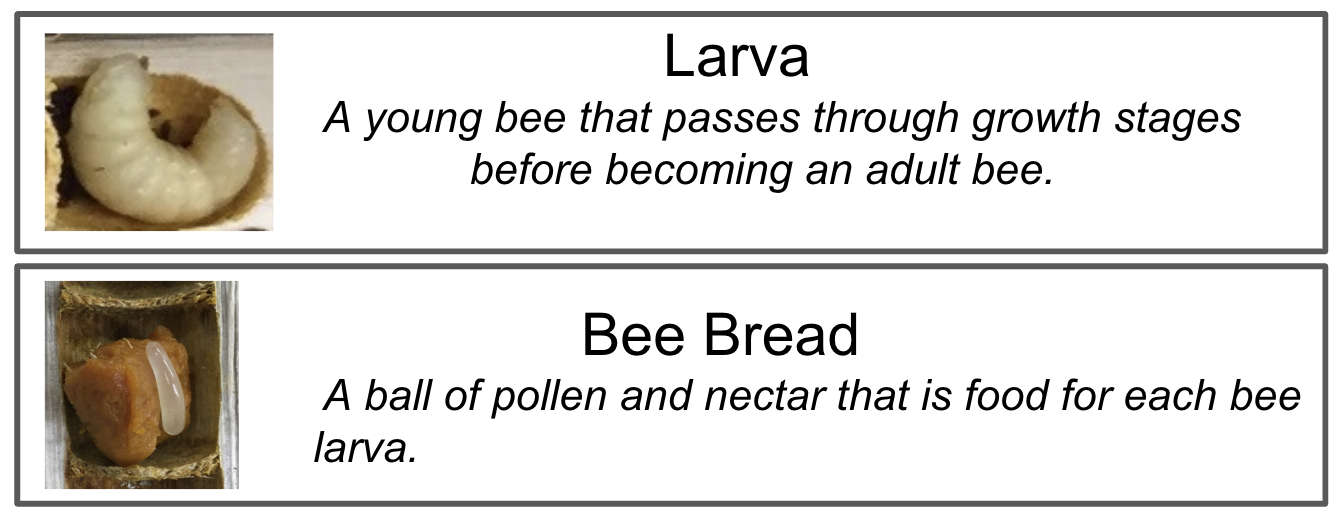 Larva
A young bee that passes through growth stages
before becoming an adult bee.
Bee Bread
A ball of pollen and nectar that is food for each bee
larva.